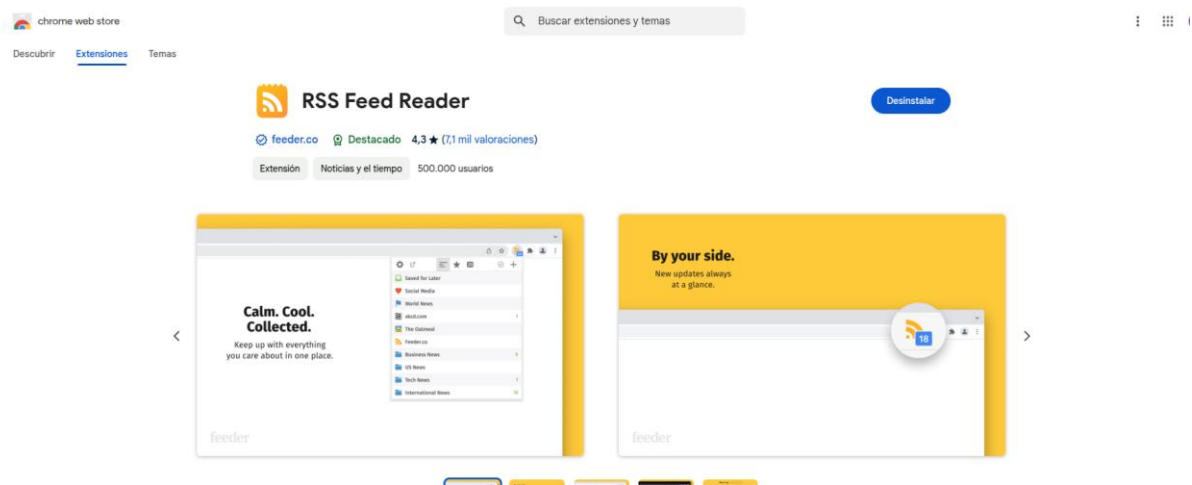 chrome web store
Buscar extensiones y temas
Descubrir Extensiones Temas
RSS Feed Reader
Desinstalar
feeder.co Destacado 4,3 ★ (7,1 mil valoraciones)
Extensión Noticias y el tiempo 500.000 usuarios
Calm. Cool.
Collected.
Keep up with everything
you care about in one place.
Saved for Later
Social Media
World News
The Oatmeal
Feeder.co
Business News
US News
Tech News
International News
feeder
By your side.
New updates always
at a glance.
18
feeder